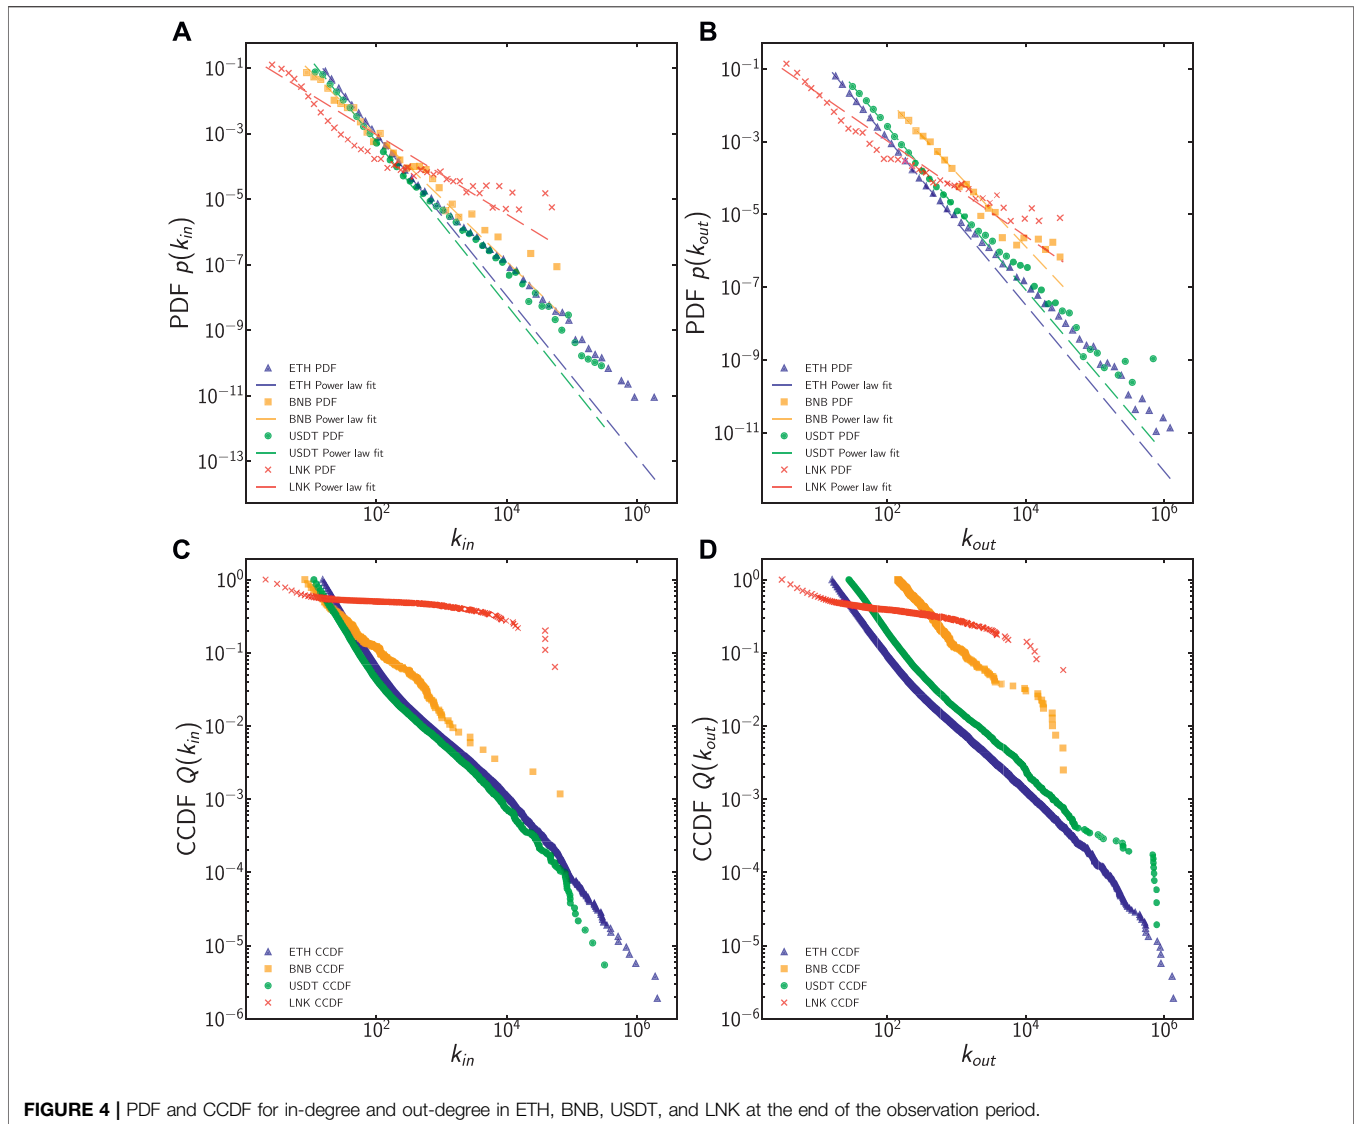 A
PDF p(k_in)
10^-1
10^-3
10^-5
10^-7
10^-9
10^-11
10^-13
ETH PDF
ETH Power law fit
BNB PDF
BNB Power law fit
USDT PDF
USDT Power law fit
LNK PDF
LNK Power law fit
10^2
10^4
10^6
k_in
B
PDF p(k_out)
10^-1
10^-3
10^-5
10^-7
10^-9
10^-11
ETH PDF
ETH Power law fit
BNB PDF
BNB Power law fit
USDT PDF
USDT Power law fit
LNK PDF
LNK Power law fit
10^2
10^4
10^6
k_out
C
CCDF Q(k_in)
10^0
10^-1
10^-2
10^-3
10^-4
10^-5
10^-6
ETH CCDF
BNB CCDF
USDT CCDF
LNK CCDF
10^2
10^4
10^6
k_in
D
CCDF Q(k_out)
10^0
10^-1
10^-2
10^-3
10^-4
10^-5
10^-6
ETH CCDF
BNB CCDF
USDT CCDF
LNK CCDF
10^2
10^4
10^6
k_out
FIGURE 4 | PDF and CCDF for in-degree and out-degree in ETH, BNB, USDT, and LNK at the end of the observation period.